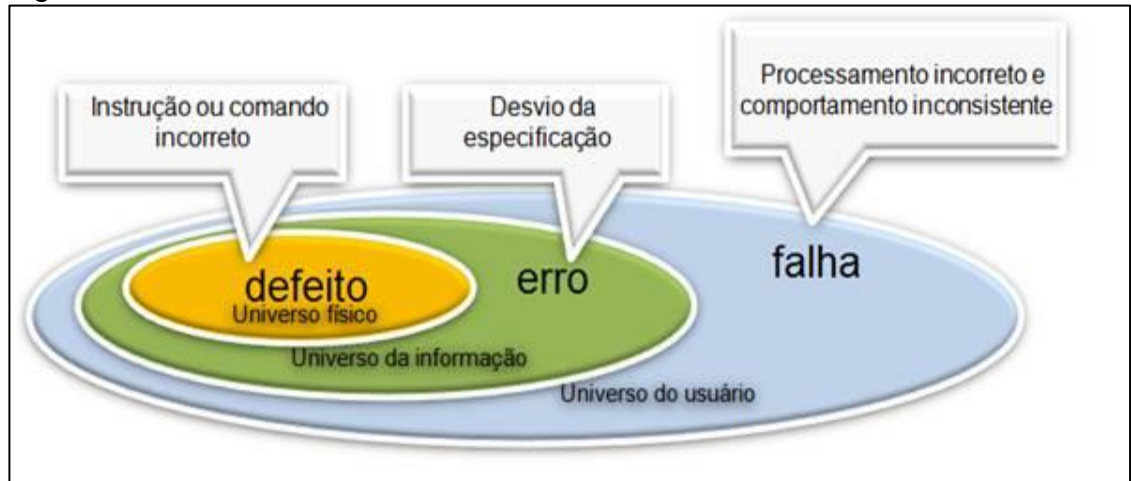 Instrução ou comando
incorreto
Desvio da
especificação
Processamento incorreto e
comportamento inconsistente
defeito
Universo físico
erro
Universo da informação
falha
Universo do usuário